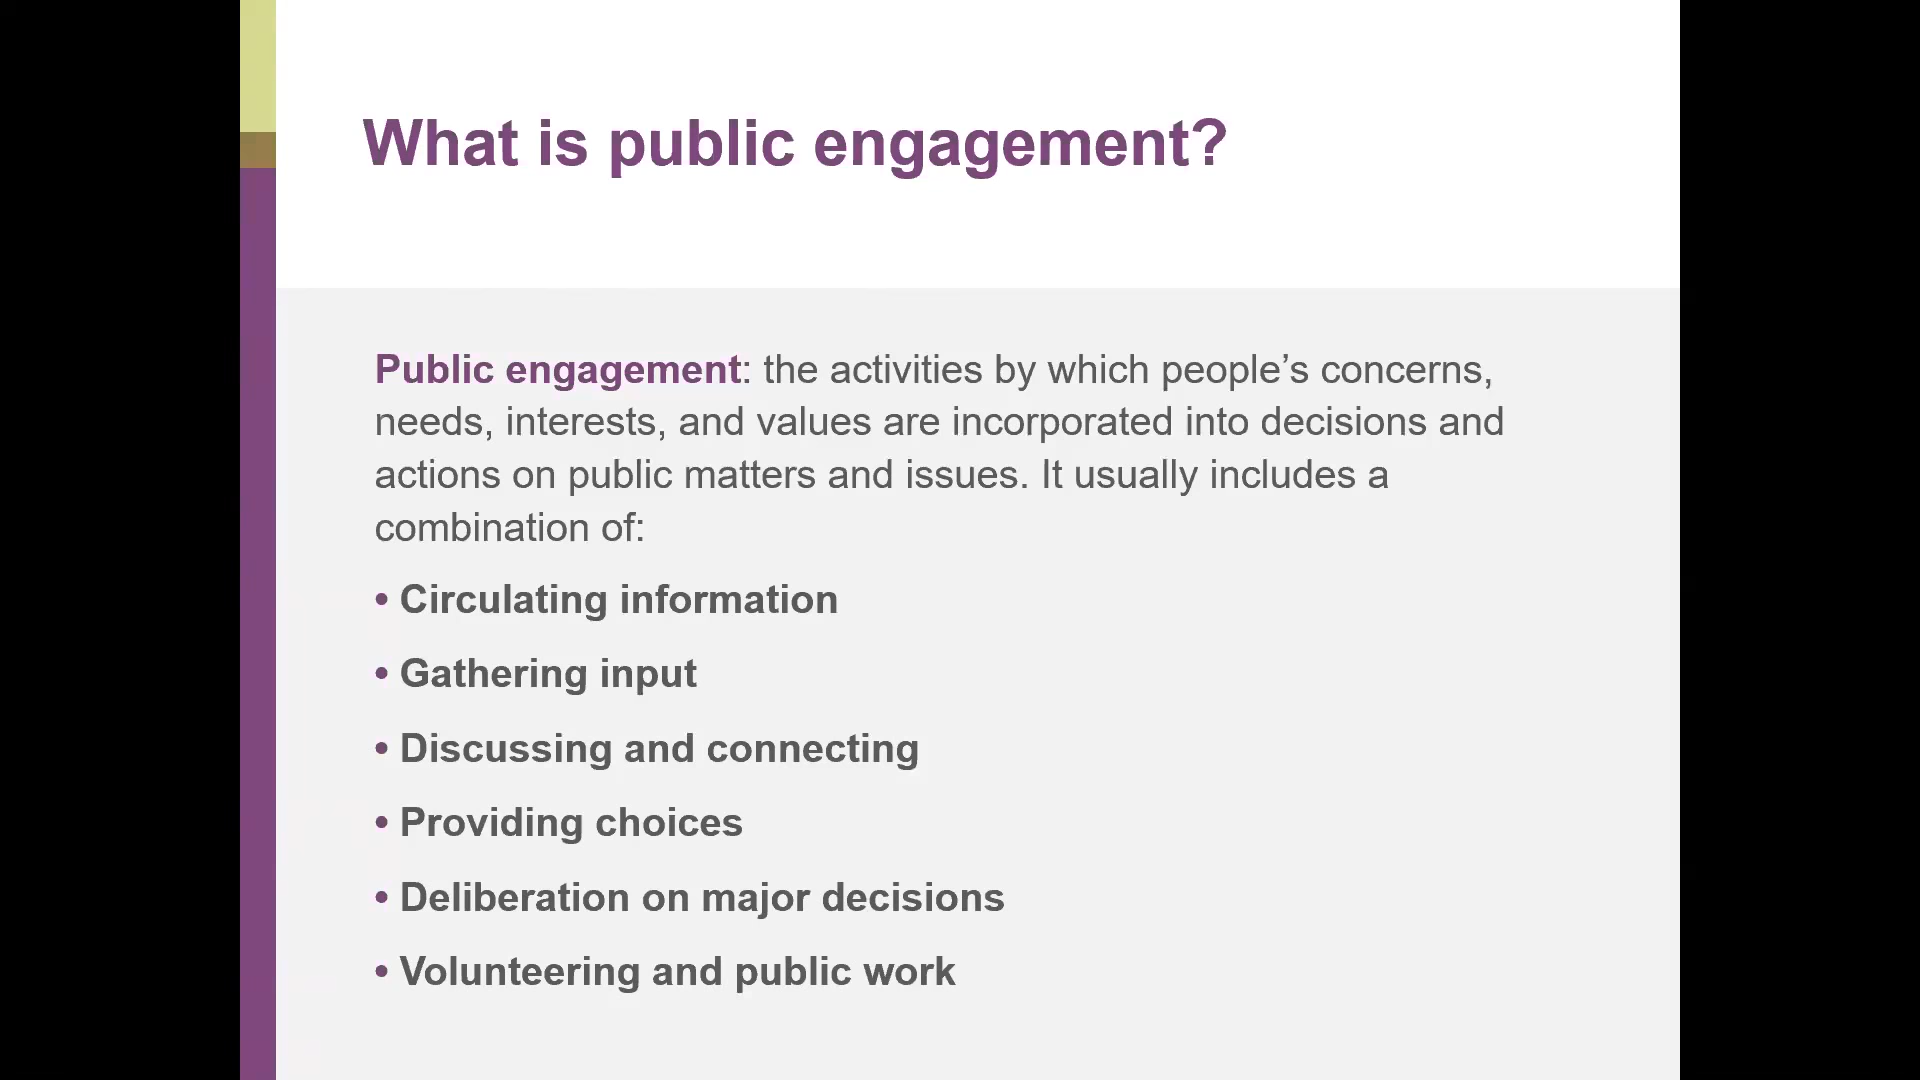 What is public engagement?
Public engagement: the activities by which people’s concerns,
needs, interests, and values are incorporated into decisions and
actions on public matters and issues. It usually includes a
combination of:
• Circulating information
• Gathering input
• Discussing and connecting
• Providing choices
• Deliberation on major decisions
• Volunteering and public work